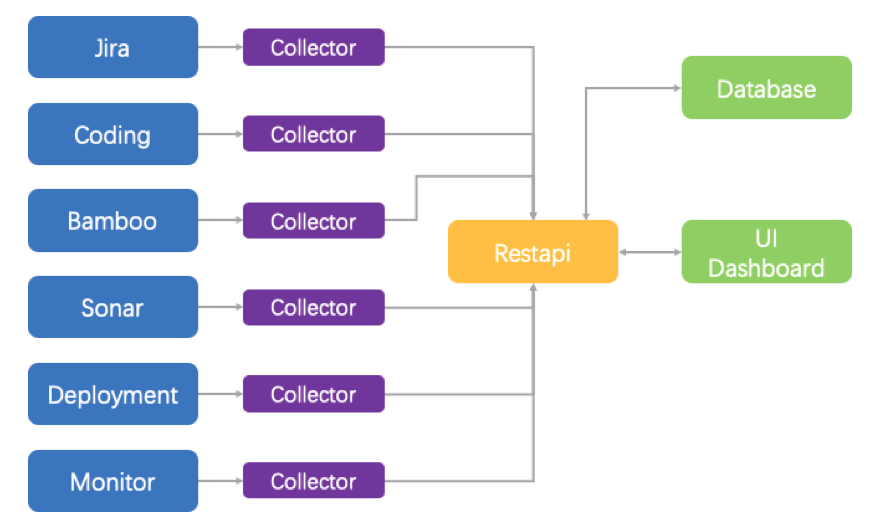 Jira
Collector
Coding
Collector
Bamboo
Collector
Sonar
Collector
Deployment
Collector
Monitor
Collector
Restapi
Database
UI
Dashboard